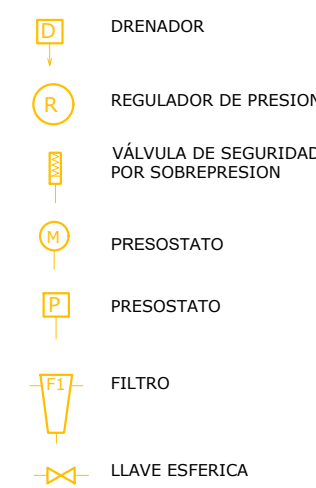 D DRENADOR
R REGULADOR DE PRESION
VÁLVULA DE SEGURIDAD
POR SOBREPRESION
M PRESOSTATO
P PRESOSTATO
F1 FILTRO
LLAVE ESFERICA